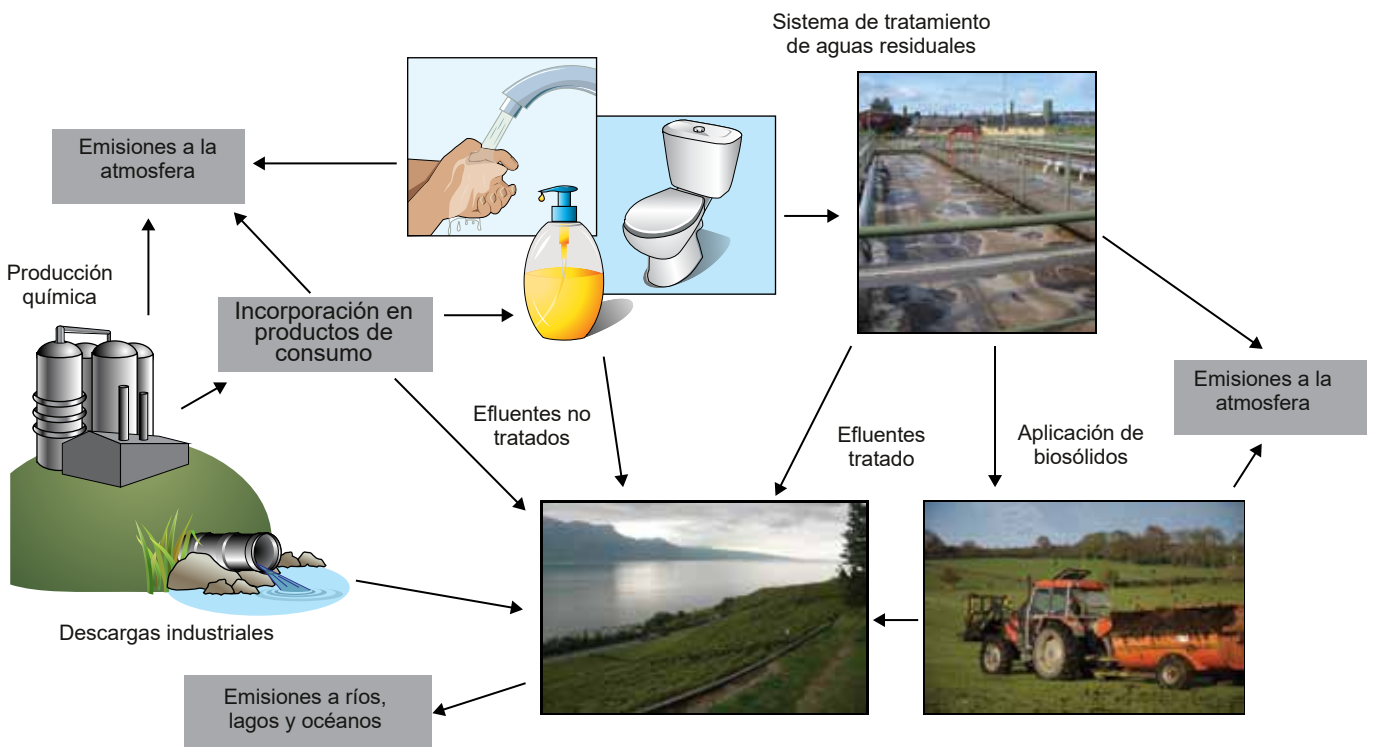 Sistema de tratamiento
de aguas residuales
Emisiones a la
atmosfera
Producción
química
Incorporación en
productos de
consumo
Efluentes no
tratados
Efluentes
tratado
Aplicación de
biosólidos
Emisiones a la
atmosfera
Descargas industriales
Emisiones a ríos,
lagos y océanos